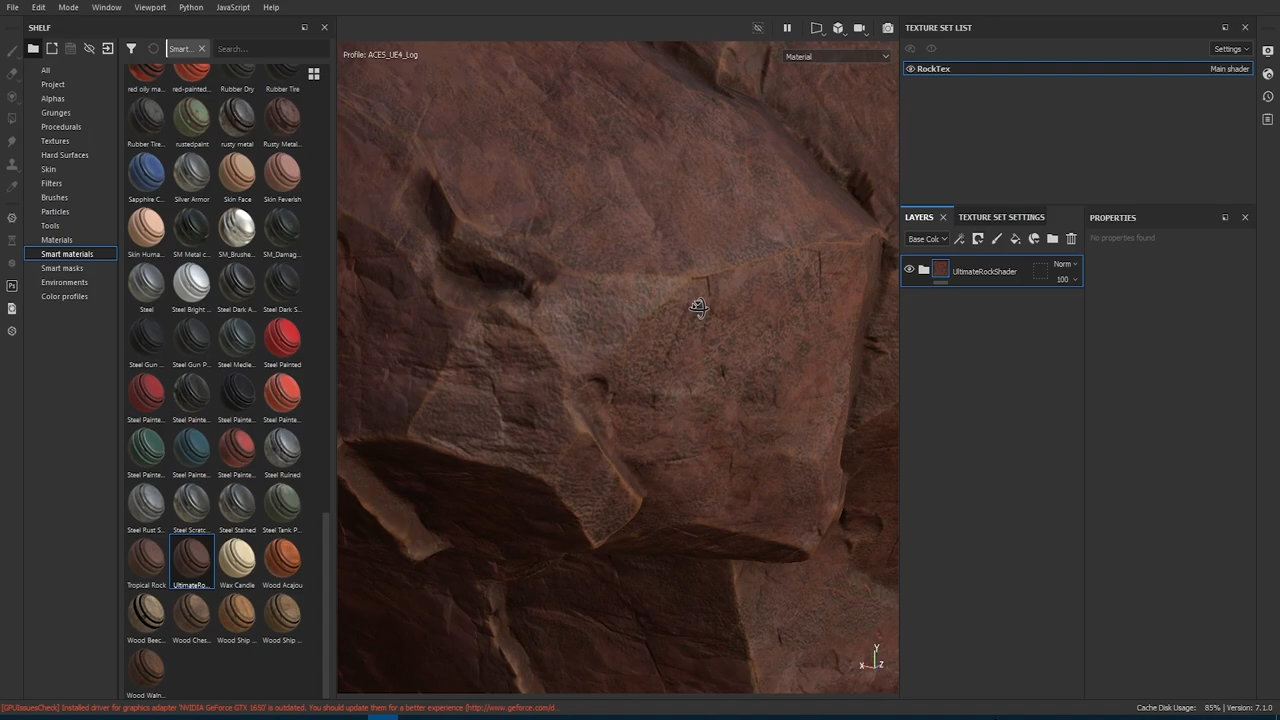 File Edit Mode Window Viewport Python JavaScript Help
SHELF
Smart...
Search...
All
Project
Alphas
Grunges
Procedurals
Textures
Hard Surfaces
Skin
Filters
Brushes
Particles
Tools
Materials
Smart materials
Smart masks
Environments
Color profiles
red oily ma... red-painted... Rubber Dry Rubber Tire
Rubber Tire... rustedpaint rusty metal Rusty Metal...
Sapphire C... Silver Armor Skin Face Skin Feverish
Skin Huma... SM Metal c... SM_Brushe... SM_Damag...
Steel Steel Bright ... Steel Dark A... Steel Dark S...
Steel Gun ... Steel Gun P... Steel Medie... Steel Painted
Steel Painte... Steel Painte... Steel Painte... Steel Painte...
Steel Painte... Steel Painte... Steel Painte... Steel Ruined
Steel Rust S... Steel Scratc... Steel Stained Steel Tank P...
Tropical Rock UltimateRo... Wax Candle Wood Acajou
Wood Beec... Wood Ches... Wood Ship ... Wood Ship ...
Wood Waln...
Profile: ACES_UE4_Log
Material
Y
X Z
TEXTURE SET LIST
Settings
RockTex Main shader
LAYERS TEXTURE SET SETTINGS
Base Colo
UltimateRockShader
Norm
100
PROPERTIES
No properties found
Ps
[GPUIssuesCheck] Installed driver for graphics adapter 'NVIDIA GeForce GTX 1650' is outdated. You should update them for a better experience (http://www.geforce.com/d...
Cache Disk Usage: 85% | Version: 7.1.0